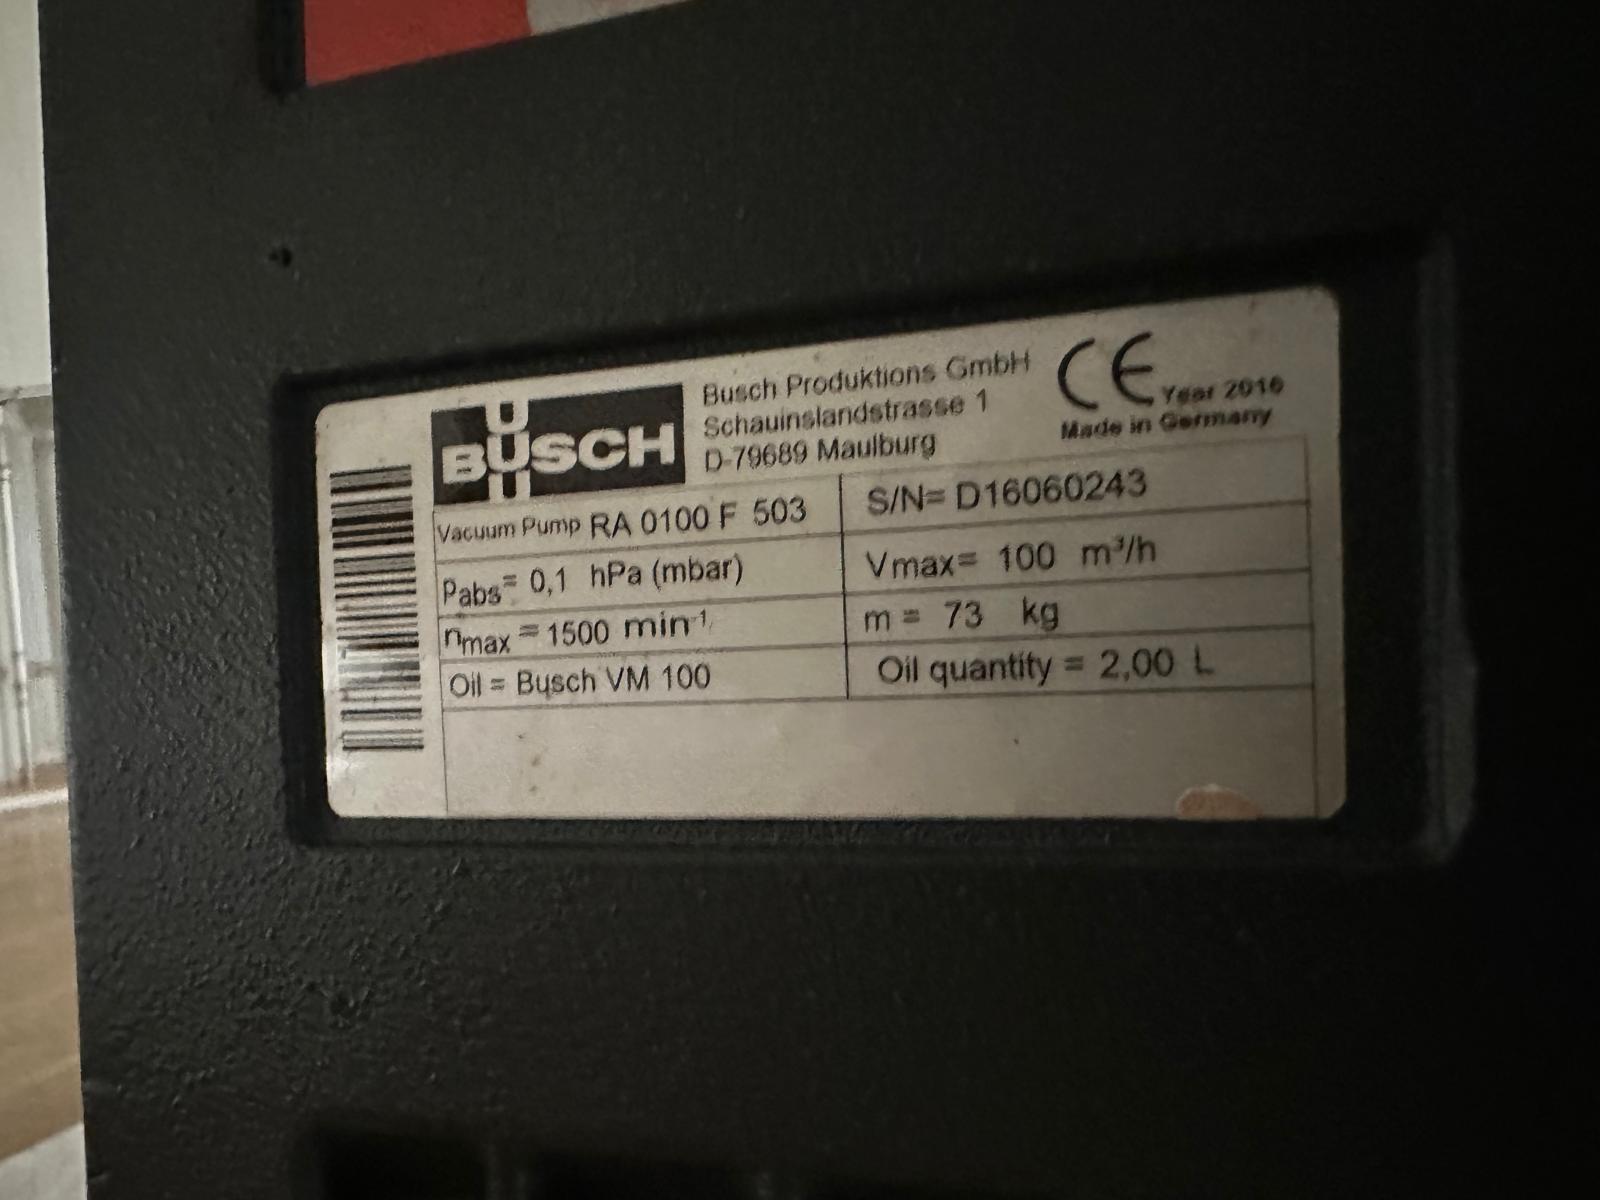 BUSCH
Busch Produktions GmbH
Schauinslandstrasse 1
D-79689 Maulburg
CE Year 2016
Made in Germany
Vacuum Pump RA 0100 F 503
S/N= D16060243
Pabs= 0,1 hPa (mbar)
Vmax= 100 m³/h
nmax = 1500 min-1
m = 73 kg
Oil = Busch VM 100
Oil quantity = 2,00 L